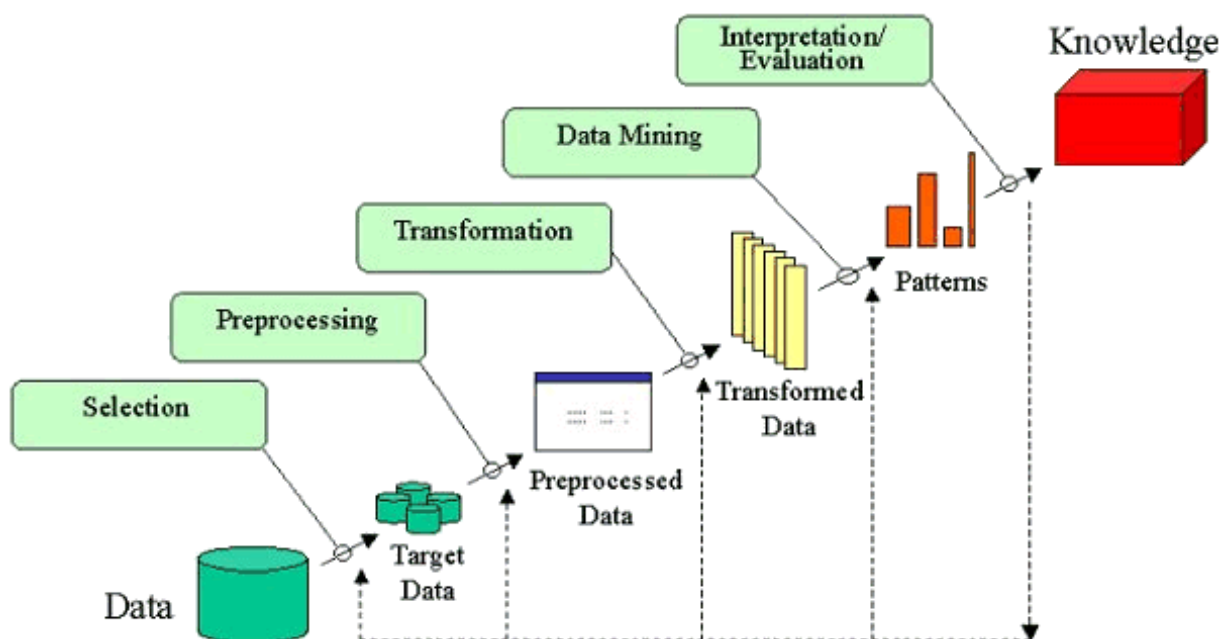 Interpretation/
Evaluation
Knowledge
Data Mining
Transformation
Patterns
Preprocessing
Transformed
Data
Selection
Preprocessed
Data
Target
Data
Data